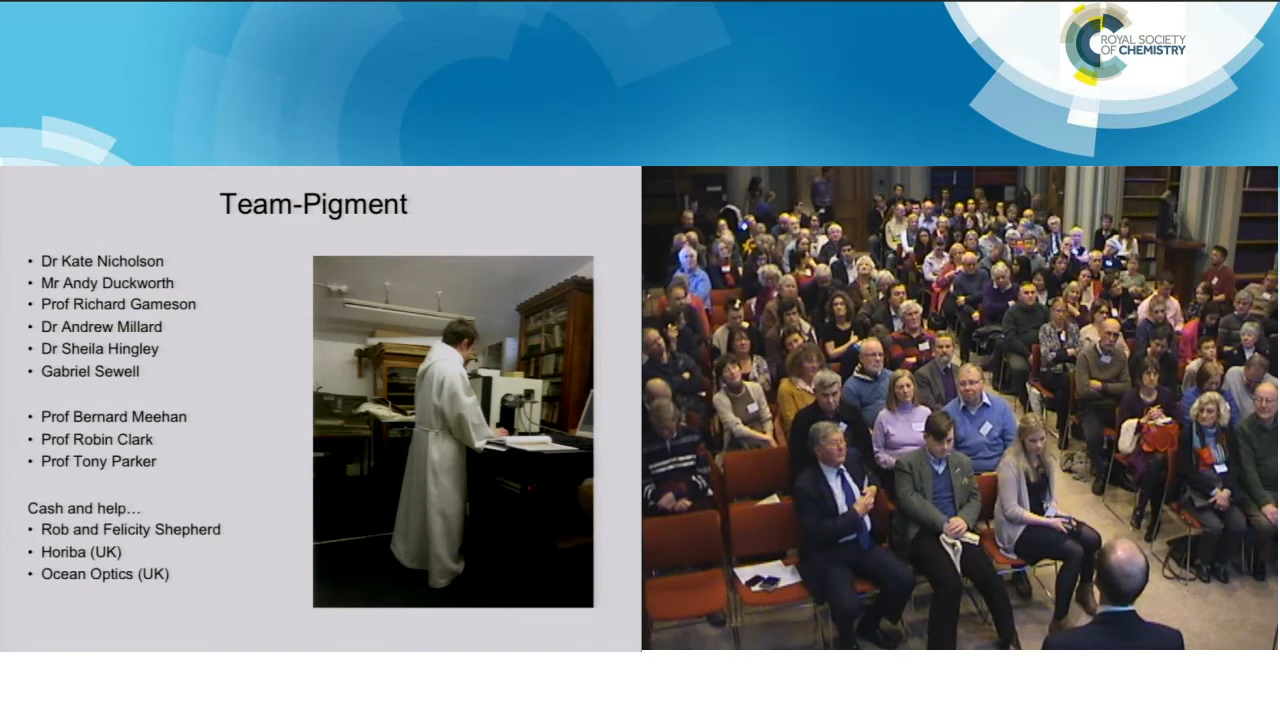 ROYAL SOCIETY
OF CHEMISTRY
Team-Pigment
• Dr Kate Nicholson
• Mr Andy Duckworth
• Prof Richard Gameson
• Dr Andrew Millard
• Dr Sheila Hingley
• Gabriel Sewell
• Prof Bernard Meehan
• Prof Robin Clark
• Prof Tony Parker
Cash and help…
• Rob and Felicity Shepherd
• Horiba (UK)
• Ocean Optics (UK)